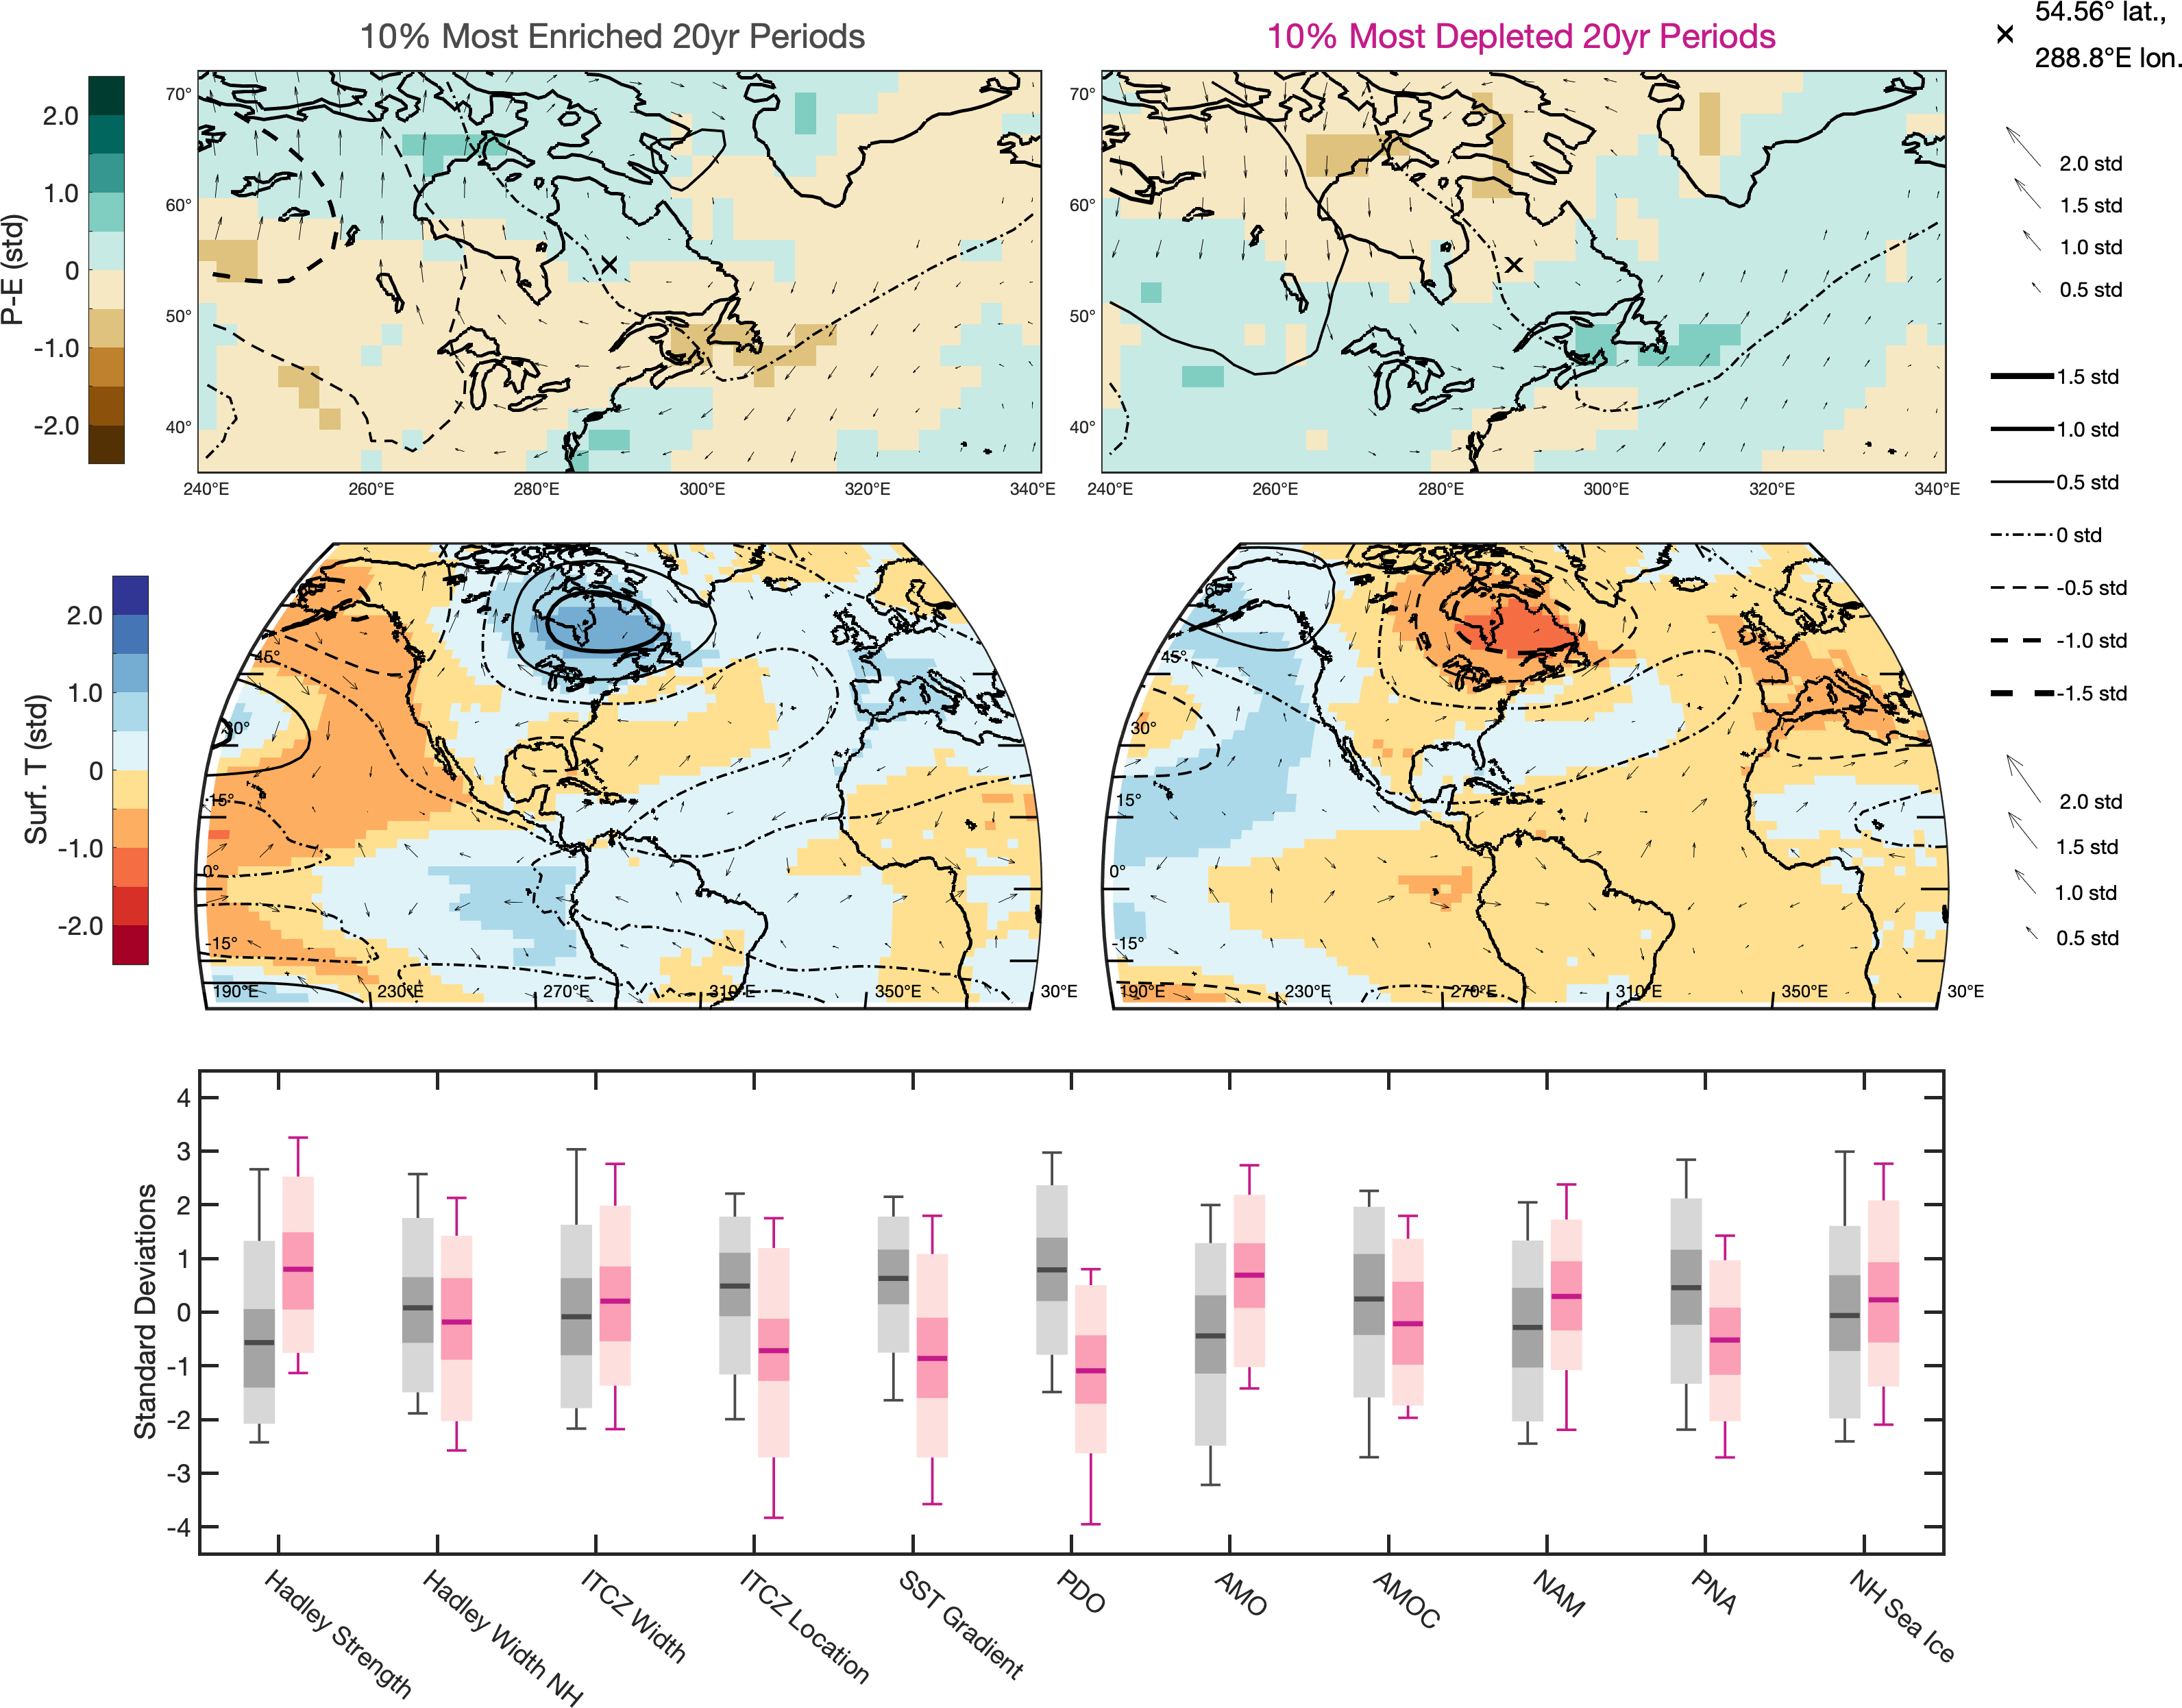 10% Most Enriched 20yr Periods
10% Most Depleted 20yr Periods
54.56° lat.,
288.8°E lon.
P-E (std)
2.0
1.0
0
-1.0
-2.0
70°
60°
50°
40°
240°E 260°E 280°E 300°E 320°E 340°E
70°
60°
50°
40°
240°E 260°E 280°E 300°E 320°E 340°E
2.0 std
1.5 std
1.0 std
0.5 std
1.5 std
1.0 std
0.5 std
0 std
-0.5 std
-1.0 std
-1.5 std
Surf. T (std)
2.0
1.0
0
-1.0
-2.0
45°
30°
15°
0°
-15°
190°E 230°E 270°E 310°E 350°E 30°E
60°
45°
30°
15°
0°
-15°
190°E 230°E 270°E 310°E 350°E 30°E
2.0 std
1.5 std
1.0 std
0.5 std
Standard Deviations
4
3
2
1
0
-1
-2
-3
-4
Hadley Strength
Hadley Width NH
ITCZ Width
ITCZ Location
SST Gradient
PDO
AMO
AMOC
NAM
PNA
NH Sea Ice